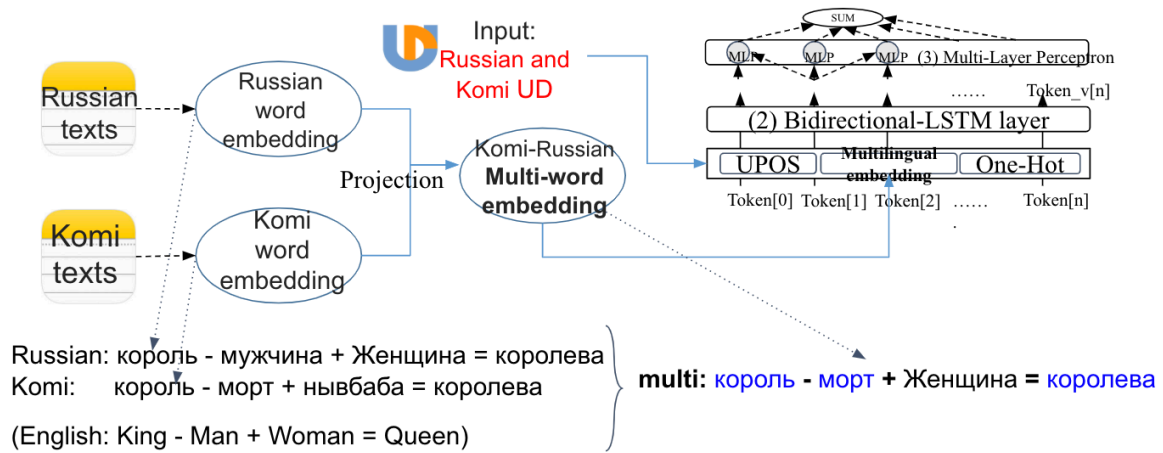 SUM
Input:
Russian and
Komi UD
MLP
MLP
MLP
(3) Multi-Layer Perceptron
Russian
texts
Russian
word
embedding
Token_v[n]
......
(2) Bidirectional-LSTM layer
Projection
Komi-Russian
Multi-word
embedding
UPOS
Multilingual
embedding
One-Hot
Token[0]
Token[1]
Token[2]
......
Token[n]
.
Komi
texts
Komi
word
embedding
Russian: король - мужчина + Женщина = королева
Komi: король - морт + нывбаба = королева
(English: King - Man + Woman = Queen)
multi: король - морт + Женщина = королева